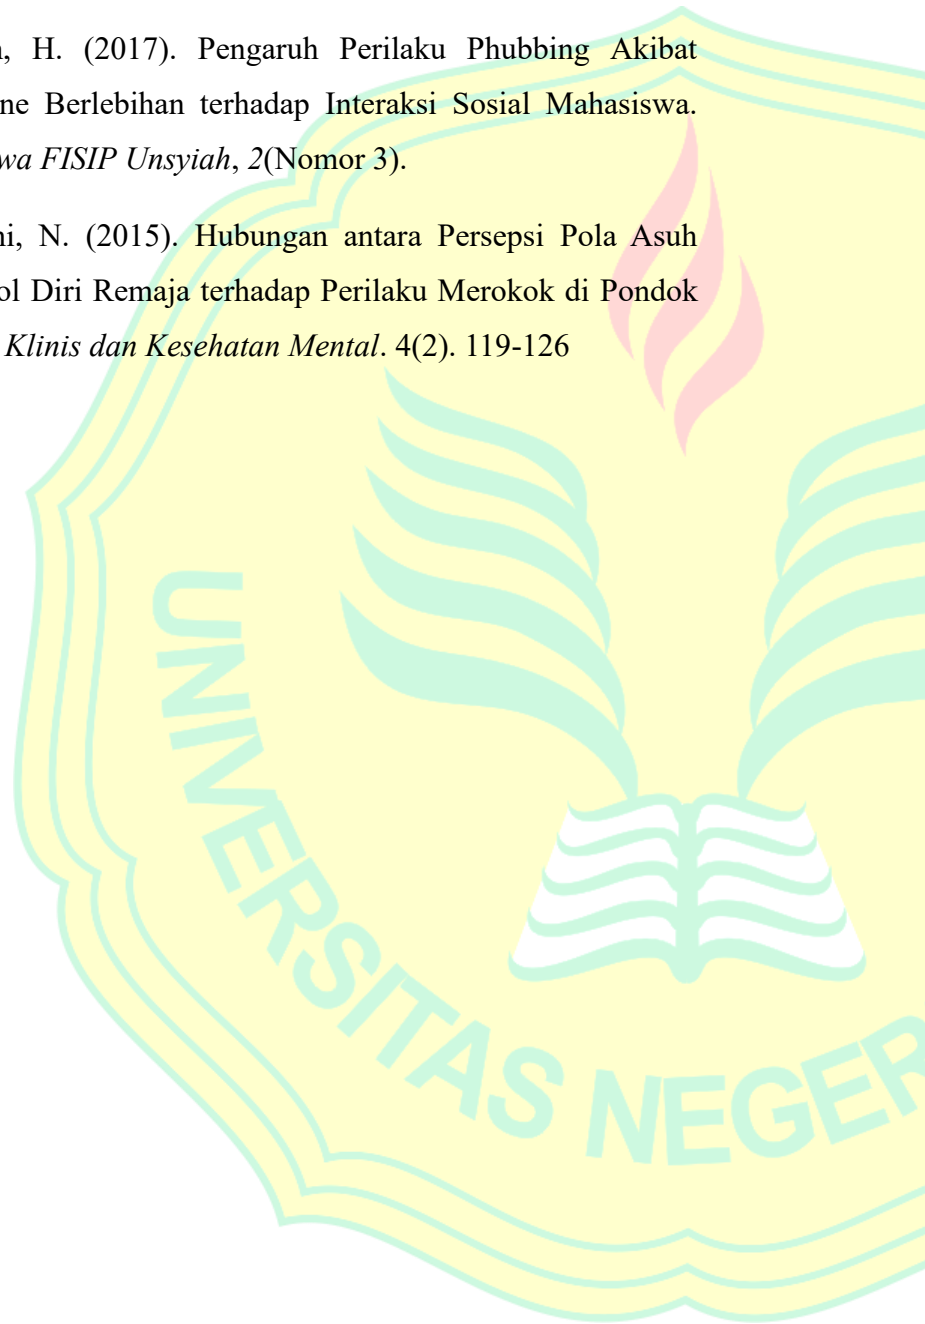 , H. (2017). Pengaruh Perilaku Phubbing Akibat
ne Berlebihan terhadap Interaksi Sosial Mahasiswa.
wa FISIP Unsyiah, 2(Nomor 3).
ni, N. (2015). Hubungan antara Persepsi Pola Asuh
ol Diri Remaja terhadap Perilaku Merokok di Pondok
Klinis dan Kesehatan Mental. 4(2). 119-126
UNIVERSITAS NEGER